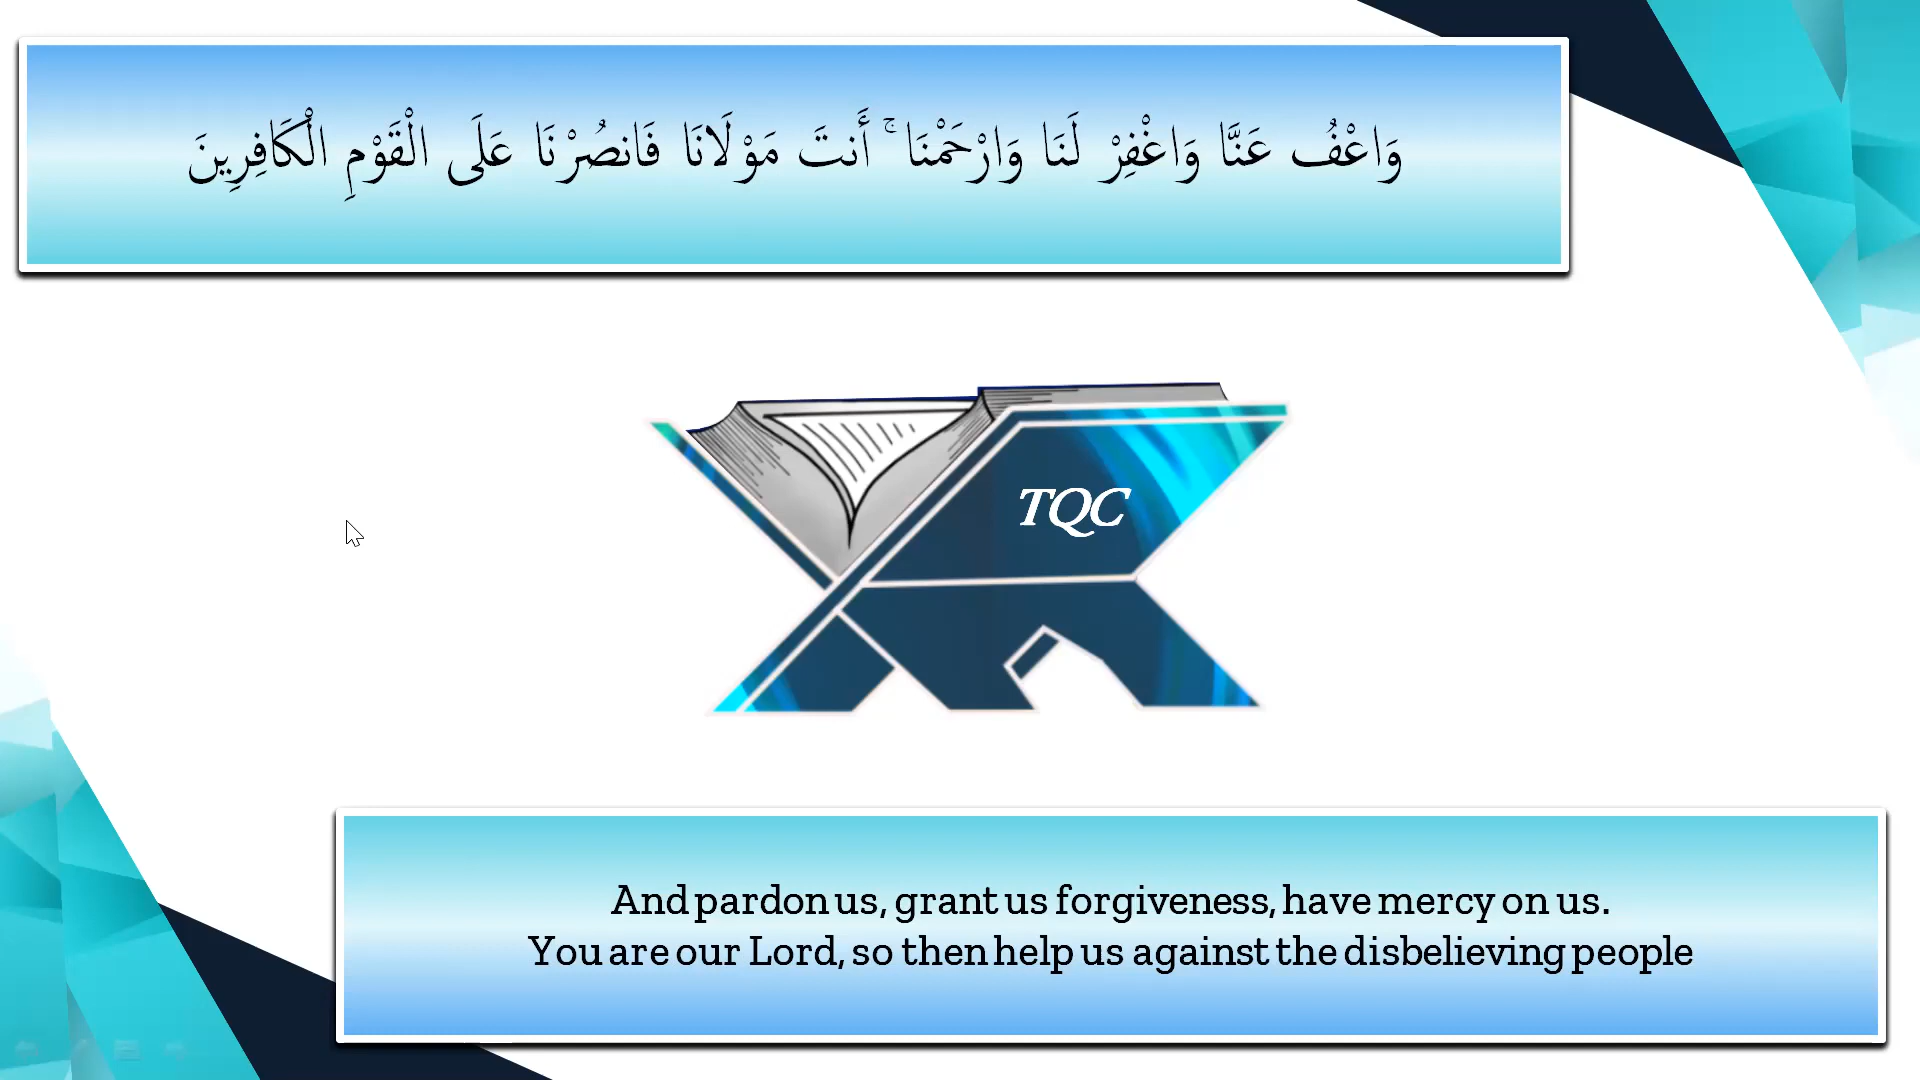 وَاعْفُ عَنَّا وَاغْفِرْ لَنَا وَارْحَمْنَا ۚ أَنتَ مَوْلَانَا فَانصُرْنَا عَلَى الْقَوْمِ الْكَافِرِينَ
TQC
And pardon us, grant us forgiveness, have mercy on us.
You are our Lord, so then help us against the disbelieving people